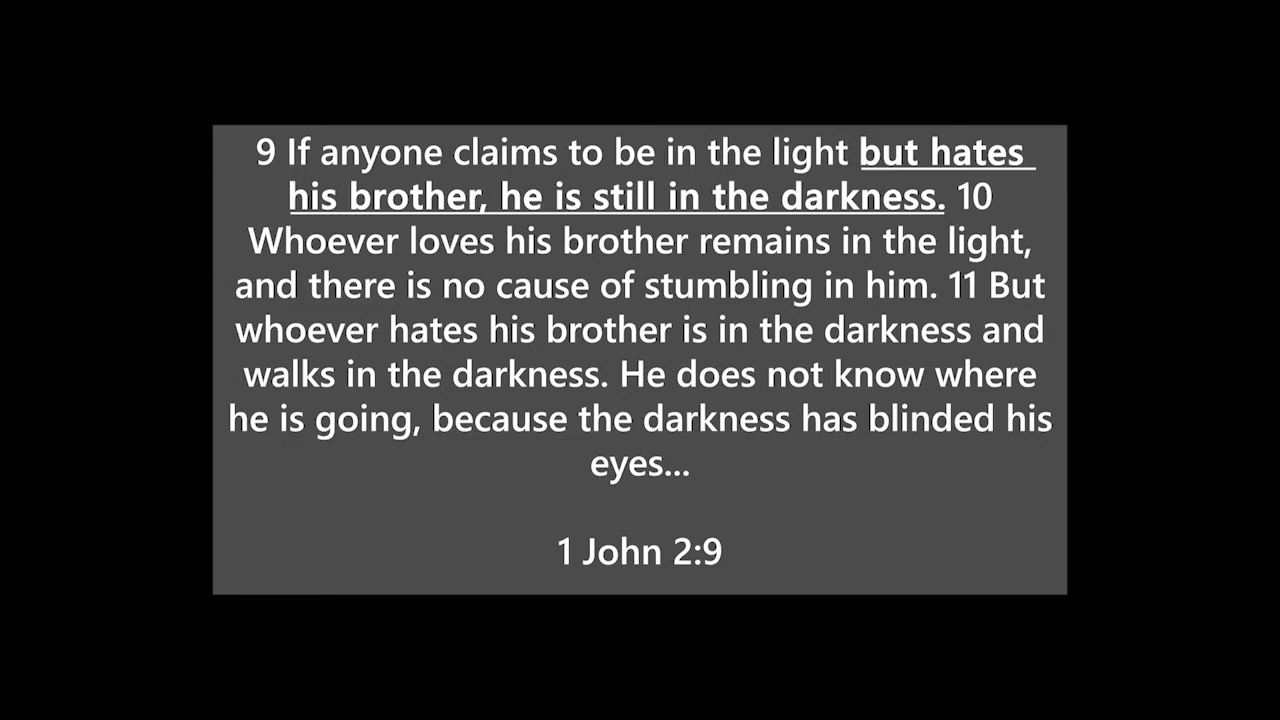 9 If anyone claims to be in the light but hates
his brother, he is still in the darkness. 10
Whoever loves his brother remains in the light,
and there is no cause of stumbling in him. 11 But
whoever hates his brother is in the darkness and
walks in the darkness. He does not know where
he is going, because the darkness has blinded his
eyes...
1 John 2:9